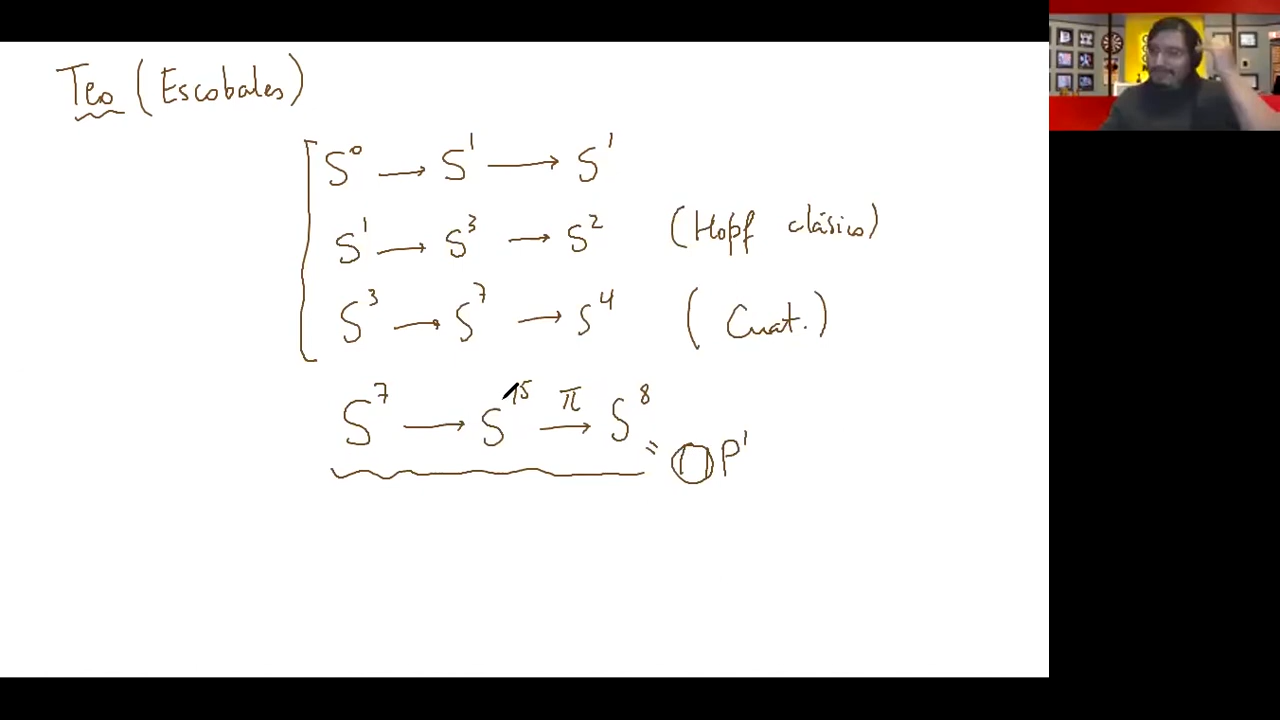 Teo (Escobales)
S⁰ → S¹ → S¹
S¹ → S³ → S² (Hopf clásico)
S³ → S⁷ → S⁴ (Cuat.)
S⁷ → S¹⁵ π→ S⁸ = 𝕆P¹